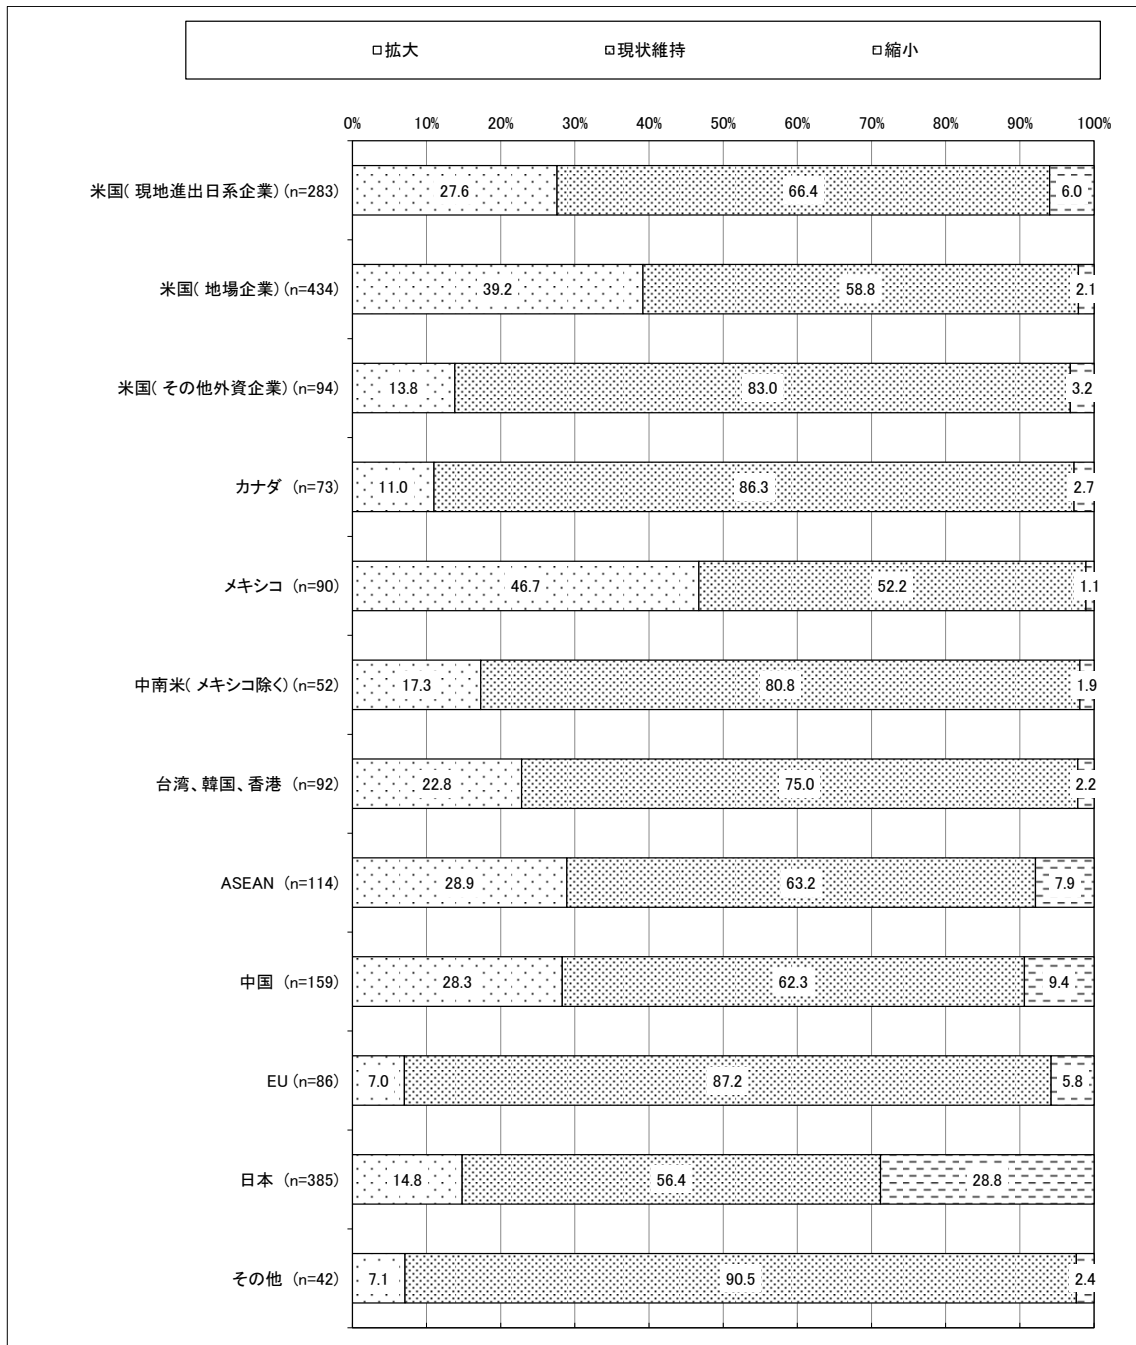 拡大 現状維持 縮小
0% 10% 20% 30% 40% 50% 60% 70% 80% 90% 100%
米国(現地進出日系企業)(n=283) 27.6 66.4 6.0
米国(地場企業)(n=434) 39.2 58.8 2.1
米国(その他外資企業)(n=94) 13.8 83.0 3.2
カナダ (n=73) 11.0 86.3 2.7
メキシコ (n=90) 46.7 52.2 1.1
中南米(メキシコ除く)(n=52) 17.3 80.8 1.9
台湾、韓国、香港 (n=92) 22.8 75.0 2.2
ASEAN (n=114) 28.9 63.2 7.9
中国 (n=159) 28.3 62.3 9.4
EU (n=86) 7.0 87.2 5.8
日本 (n=385) 14.8 56.4 28.8
その他 (n=42) 7.1 90.5 2.4